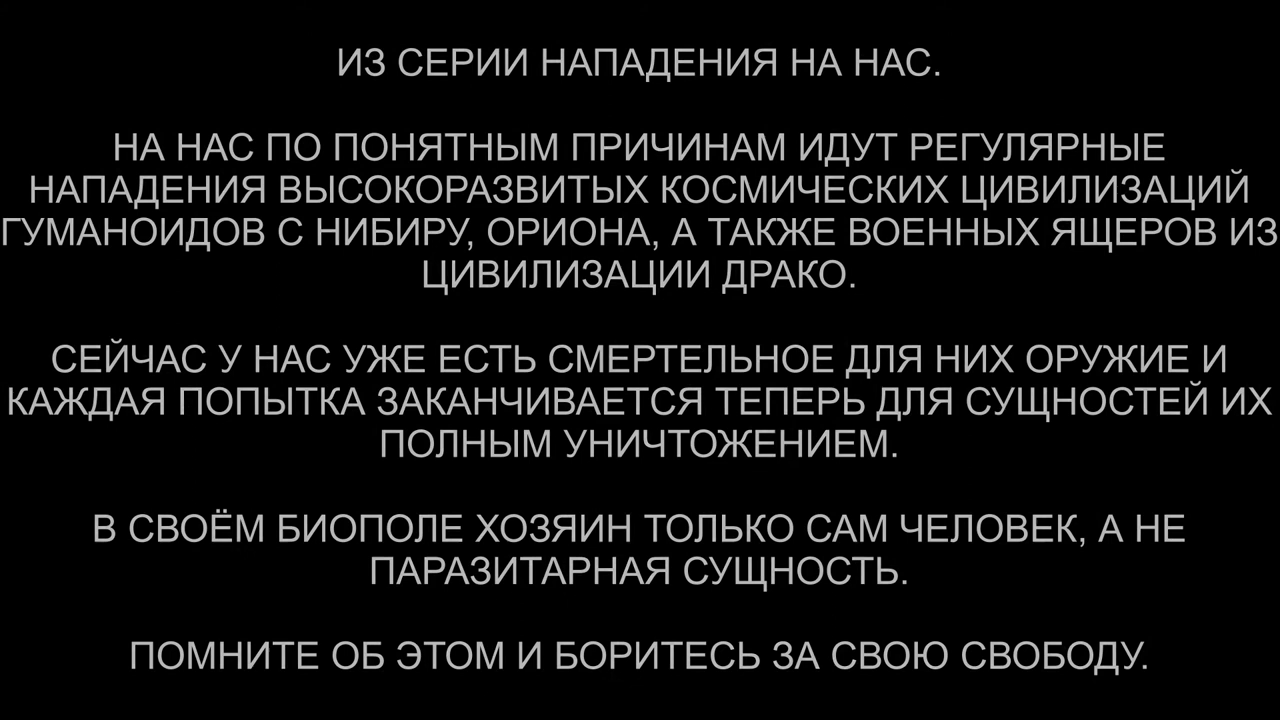 ИЗ СЕРИИ НАПАДЕНИЯ НА НАС.
НА НАС ПО ПОНЯТНЫМ ПРИЧИНАМ ИДУТ РЕГУЛЯРНЫЕ
НАПАДЕНИЯ ВЫСОКОРАЗВИТЫХ КОСМИЧЕСКИХ ЦИВИЛИЗАЦИЙ
ГУМАНОИДОВ С НИБИРУ, ОРИОНА, А ТАКЖЕ ВОЕННЫХ ЯЩЕРОВ ИЗ
ЦИВИЛИЗАЦИИ ДРАКО.
СЕЙЧАС У НАС УЖЕ ЕСТЬ СМЕРТЕЛЬНОЕ ДЛЯ НИХ ОРУЖИЕ И
КАЖДАЯ ПОПЫТКА ЗАКАНЧИВАЕТСЯ ТЕПЕРЬ ДЛЯ СУЩНОСТЕЙ ИХ
ПОЛНЫМ УНИЧТОЖЕНИЕМ.
В СВОЁМ БИОПОЛЕ ХОЗЯИН ТОЛЬКО САМ ЧЕЛОВЕК, А НЕ
ПАРАЗИТАРНАЯ СУЩНОСТЬ.
ПОМНИТЕ ОБ ЭТОМ И БОРИТЕСЬ ЗА СВОЮ СВОБОДУ.